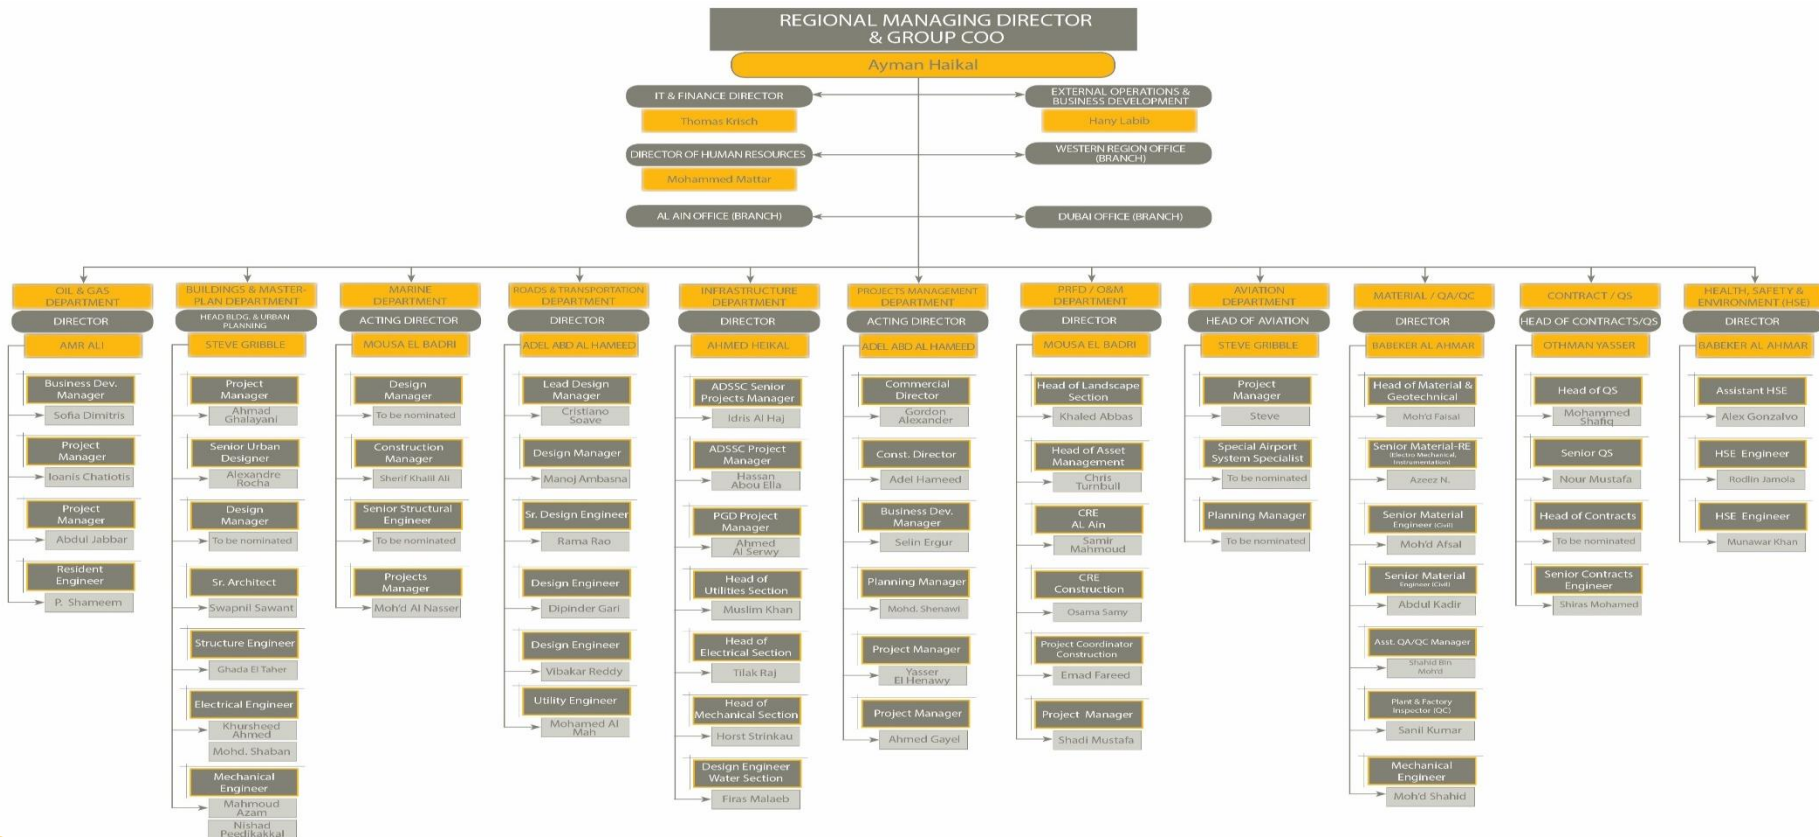 REGIONAL MANAGING DIRECTOR
& GROUP COO
Ayman Haikal
IT & FINANCE DIRECTOR
Thomas Krisch
EXTERNAL OPERATIONS &
BUSINESS DEVELOPMENT
Hany Labib
DIRECTOR OF HUMAN RESOURCES
Mohammed Mattar
WESTERN REGION OFFICE
(BRANCH)
AL AIN OFFICE (BRANCH)
DUBAI OFFICE (BRANCH)
OIL & GAS
DEPARTMENT
DIRECTOR
AMR ALI
Business Dev.
Manager
Sofia Dimitris
Project
Manager
Ioanis Chatiotis
Project
Manager
Abdul Jabbar
Resident
Engineer
P. Shameem
BUILDINGS & MASTER-
PLAN DEPARTMENT
HEAD BLDG. & URBAN
PLANNING
STEVE GRIBBLE
Project
Manager
Ahmad
Ghalayani
Senior Urban
Designer
Alexandre
Rocha
Design
Manager
To be nominated
Sr. Architect
Swapnil Sawant
Structure Engineer
Ghada El Taher
Electrical Engineer
Khursheed
Ahmed
Mohd. Shaban
Mechanical
Engineer
Mahmoud
Azam
Nishad
Peedikakkal
MARINE
DEPARTMENT
ACTING DIRECTOR
MOUSA EL BADRI
Design
Manager
To be nominated
Construction
Manager
Sherif Khalil Ali
Senior Structural
Engineer
To be nominated
Projects
Manager
Moh'd Al Nasser
ROADS & TRANSPORTATION
DEPARTMENT
DIRECTOR
ADEL ABD AL HAMEED
Lead Design
Manager
Cristiano
Soave
Design Manager
Manoj Ambasna
Sr. Design Engineer
Rama Rao
Design Engineer
Dipinder Gari
Design Engineer
Vibakar Reddy
Utility Engineer
Mohamed Al
Mah
INFRASTRUCTURE
DEPARTMENT
DIRECTOR
AHMED HEIKAL
ADSSC Senior
Projects Manager
Idris Al Haj
ADSSC Project
Manager
Hassan
Abou Ella
PGD Project
Manager
Ahmed
Al Serwy
Head of
Utilities Section
Muslim Khan
Head of
Electrical Section
Tilak Raj
Head of
Mechanical Section
Horst Strinkau
Design Engineer
Water Section
Firas Malaeb
PROJECTS MANAGEMENT
DEPARTMENT
ACTING DIRECTOR
ADEL ABD AL HAMEED
Commercial
Director
Gordon
Alexander
Const. Director
Adel Hameed
Business Dev.
Manager
Selin Ergur
Planning Manager
Mohd. Shenawi
Project Manager
Yasser
El Henawy
Project Manager
Ahmed Gayel
PRFD / O&M
DEPARTMENT
DIRECTOR
MOUSA EL BADRI
Head of Landscape
Section
Khaled Abbas
Head of Asset
Management
Chris
Turnbull
CRE
AL Ain
Samir
Mahmoud
CRE
Construction
Osama Samy
Project Coordinator
Construction
Emad Fareed
Project Manager
Shadi Mustafa
AVIATION
DEPARTMENT
HEAD OF AVIATION
STEVE GRIBBLE
Project
Manager
Steve
Special Airport
System Specialist
To be nominated
Planning Manager
To be nominated
MATERIAL / QA/QC
DIRECTOR
BABEKER AL AHMAR
Head of Material &
Geotechnical
Moh'd Faisal
Senior Material-RE
(Electro Mechanical,
Instrumentation)
Azeez N.
Senior Material
Engineer (Civil)
Moh'd Afsal
Senior Material
Engineer (Civil)
Abdul Kadir
Asst. QA/QC Manager
Shahid Bin
Moh'd
Plant & Factory
Inspector (QC)
Sanil Kumar
Mechanical
Engineer
Moh'd Shahid
CONTRACT / QS
HEAD OF CONTRACTS/QS
OTHMAN YASSER
Head of QS
Mohammed
Shafiq
Senior QS
Nour Mustafa
Head of Contracts
To be nominated
Senior Contracts
Engineer
Shiras Mohamed
HEALTH, SAFETY &
ENVIRONMENT (HSE)
DIRECTOR
BABEKER AL AHMAR
Assistant HSE
Alex Gonzalvo
HSE Engineer
Rodlin Jamola
HSE Engineer
Munawar Khan